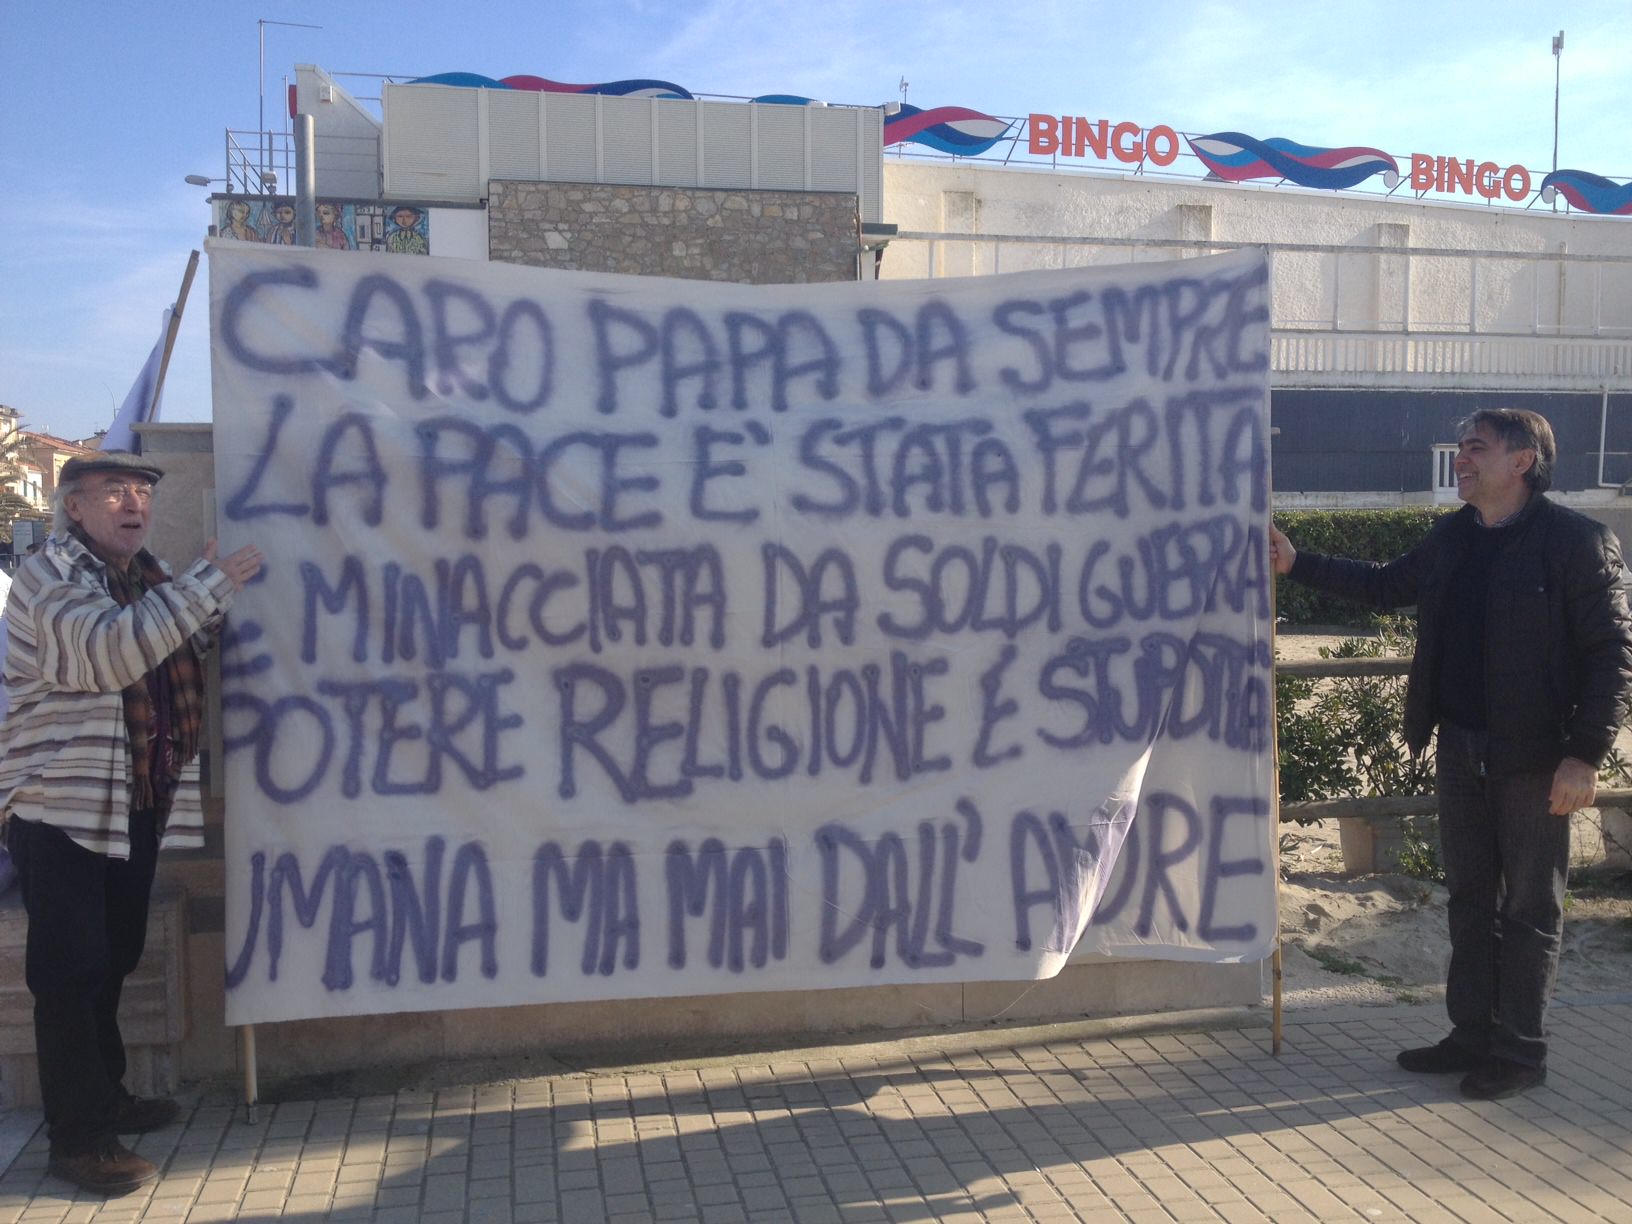 BINGO
BINGO
CARO PAPA DA SEMPRE
LA PACE E' STATA FERITA
E MINACCIATA DA SOLDI GUERRA
POTERE RELIGIONE E STUPIDITÀ
UMANA MA MAI DALL' AMORE